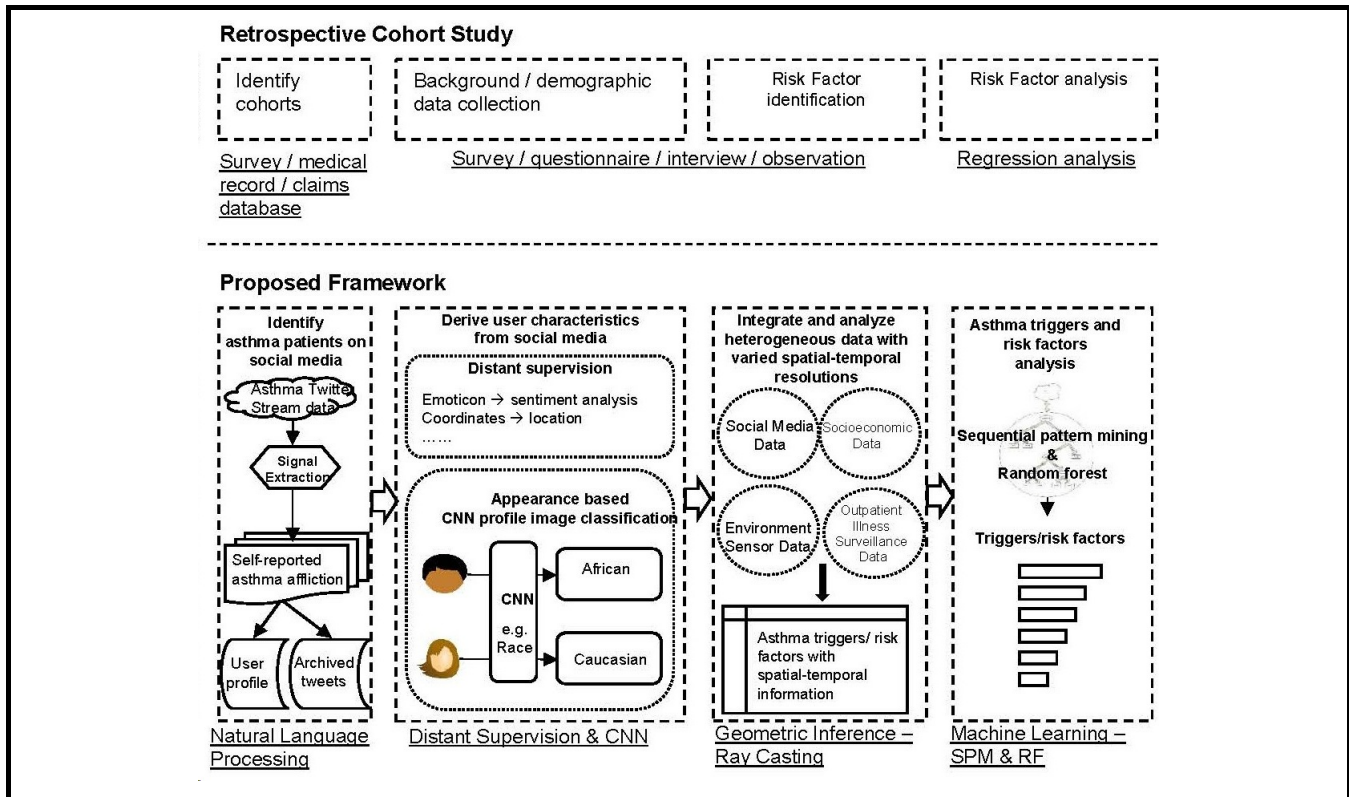 Retrospective Cohort Study
Identify
cohorts
Background / demographic
data collection
Risk Factor
identification
Risk Factor analysis
Survey / medical
record / claims
database
Survey / questionnaire / interview / observation
Regression analysis
Proposed Framework
Identify
asthma patients on
social media
Asthma Twitter
Stream data
Signal
Extraction
Self-reported
asthma affliction
User
profile
Archived
tweets
Natural Language
Processing
Derive user characteristics
from social media
Distant supervision
Emoticon → sentiment analysis
Coordinates → location
……
Appearance based
CNN profile image classification
CNN
e.g.
Race
African
Caucasian
Distant Supervision & CNN
Integrate and analyze
heterogeneous data with
varied spatial-temporal
resolutions
Social Media
Data
Socioeconomic
Data
Environment
Sensor Data
Outpatient
Illness
Surveillance
Data
Asthma triggers/ risk
factors with
spatial-temporal
information
Geometric Inference –
Ray Casting
Asthma triggers and
risk factors
analysis
Sequential pattern mining
&
Random forest
Triggers/risk factors
Machine Learning –
SPM & RF